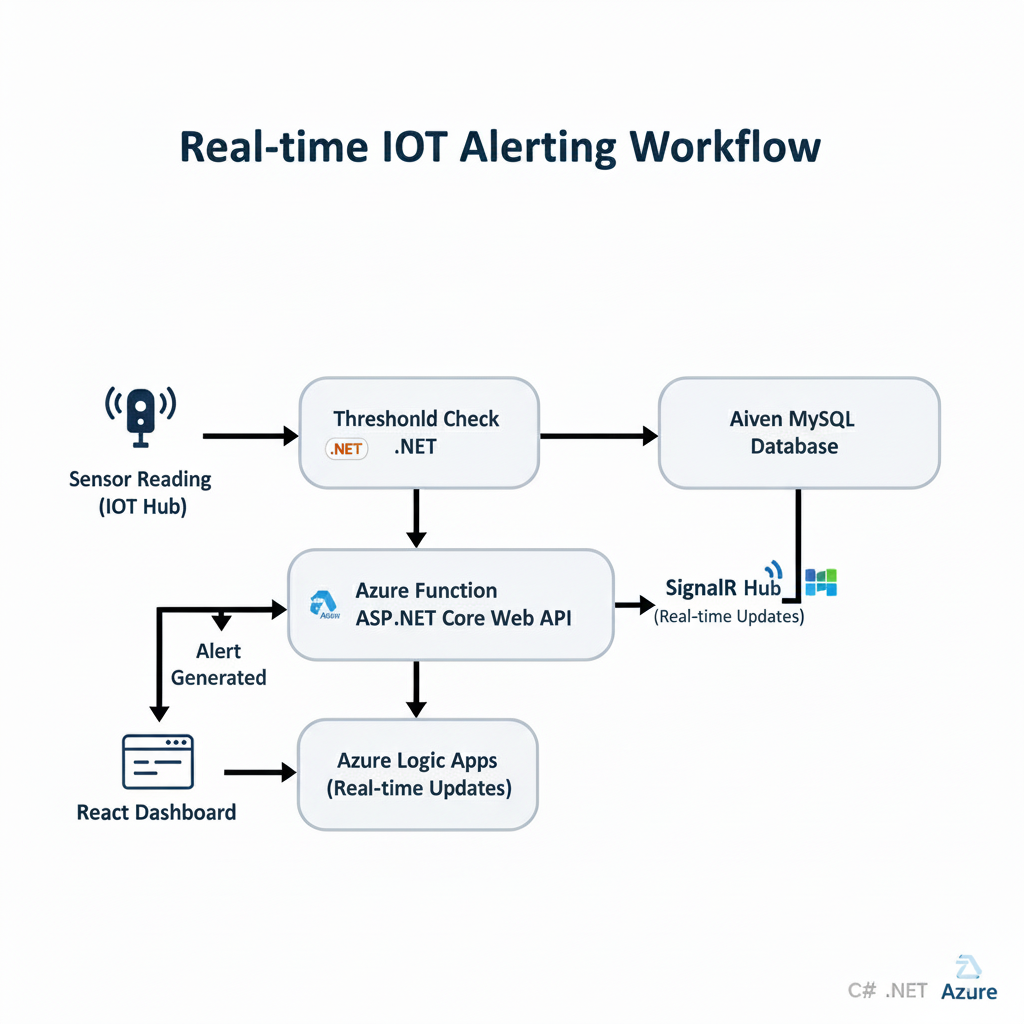 Real-time IOT Alerting Workflow
Sensor Reading
(IOT Hub)
Threshonld Check
.NET
.NET
Aiven MySQL
Database
Azure Function
ASP.NET Core Web API
SignalR Hub
(Real-time Updates)
Alert
Generated
React Dashboard
Azure Logic Apps
(Real-time Updates)
C# .NET Azure